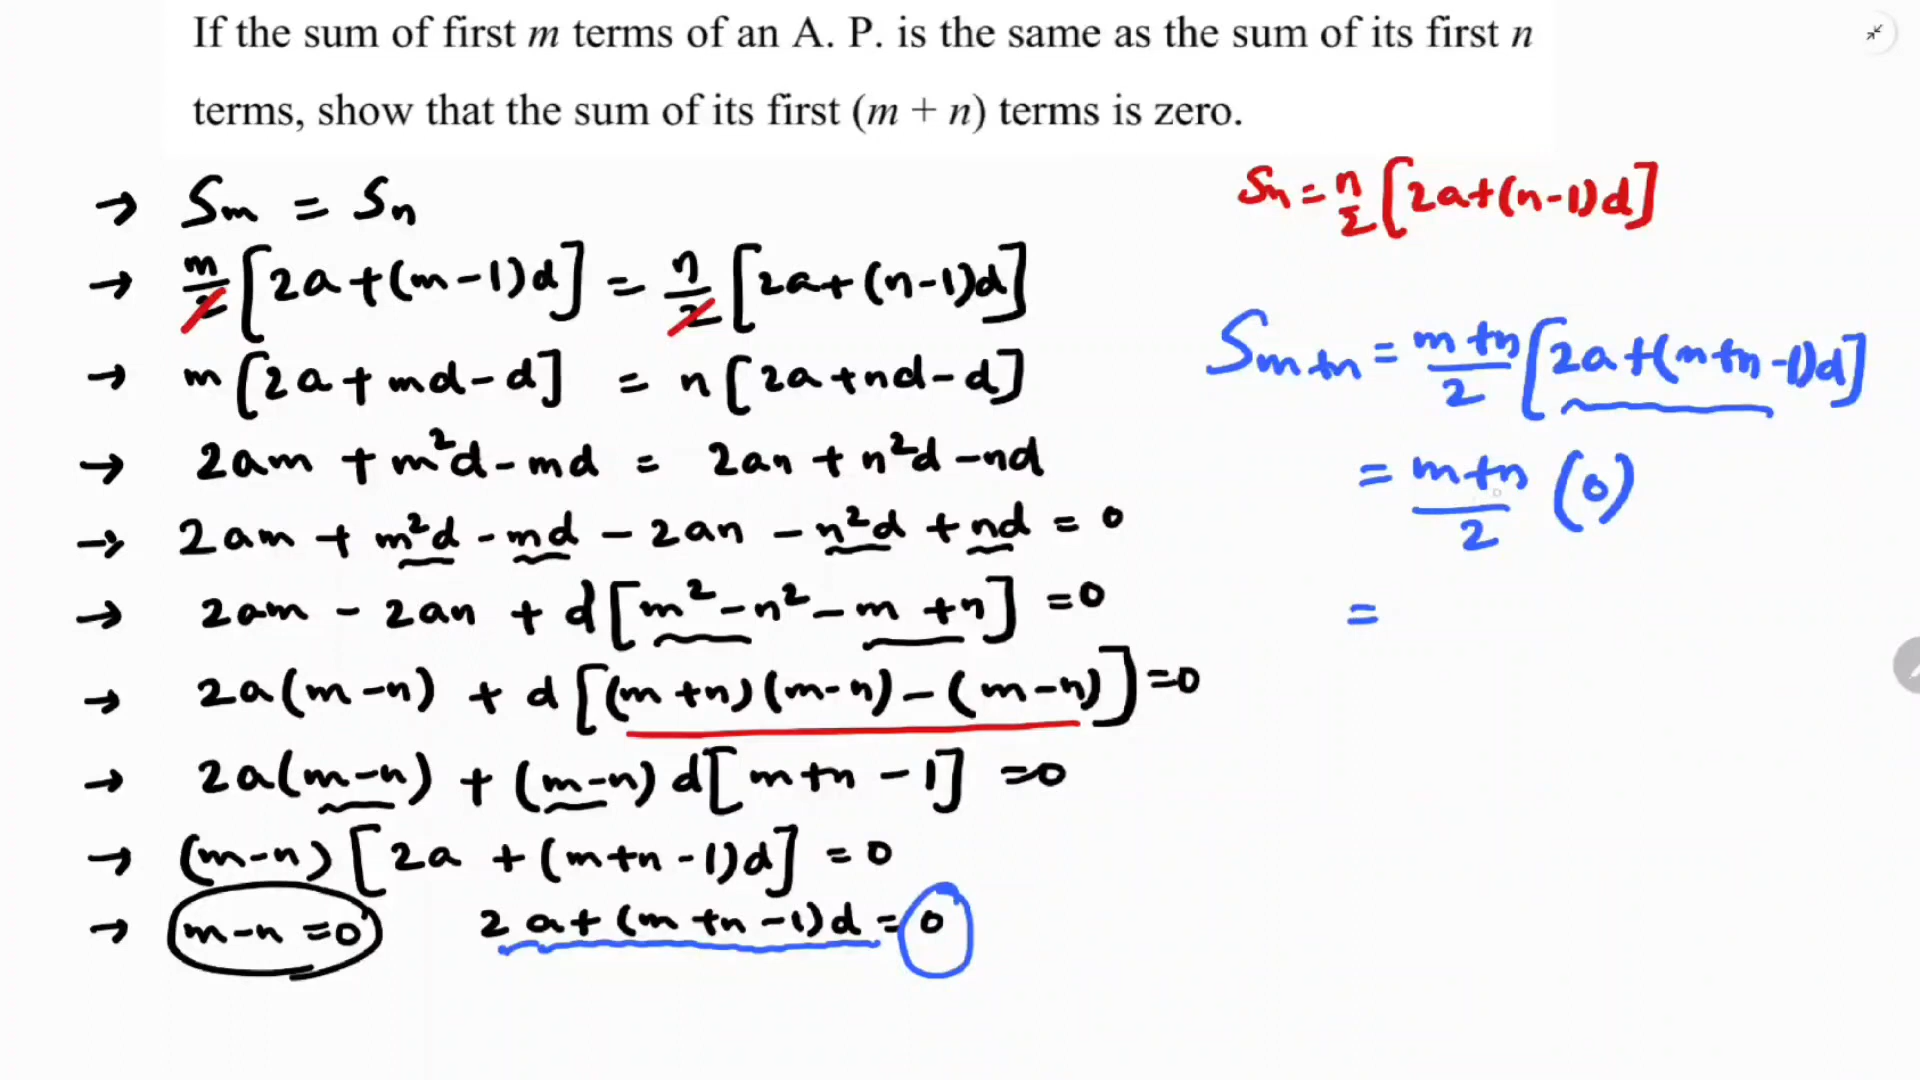 If the sum of first m terms of an A. P. is the same as the sum of its first n
terms, show that the sum of its first (m + n) terms is zero.
→ Sm = Sn
→ m/2 [2a+(m-1)d] = n/2 [2a+(n-1)d]
→ m[2a+md-d] = n[2a+nd-d]
→ 2am + m²d - md = 2an + n²d - nd
→ 2am + m²d - md - 2an - n²d + nd = 0
→ 2am - 2an + d[m²-n²-m+n] = 0
→ 2a(m-n) + d[(m+n)(m-n)-(m-n)] = 0
→ 2a(m-n) + (m-n)d[m+n-1] = 0
→ (m-n)[2a + (m+n-1)d] = 0
→ m-n = 0 2a+(m+n-1)d = 0
Sn = n/2 [2a+(n-1)d]
Sm+n = m+n/2 [2a+(m+n-1)d]
= m+n/2 (0)
=